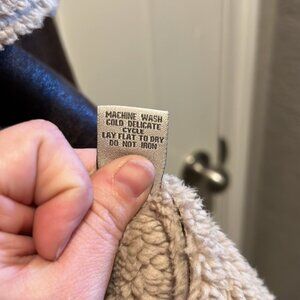 MACHINE WASH
COLD DELICATE
CYCLE
LAY FLAT TO DRY
DO NOT IRON